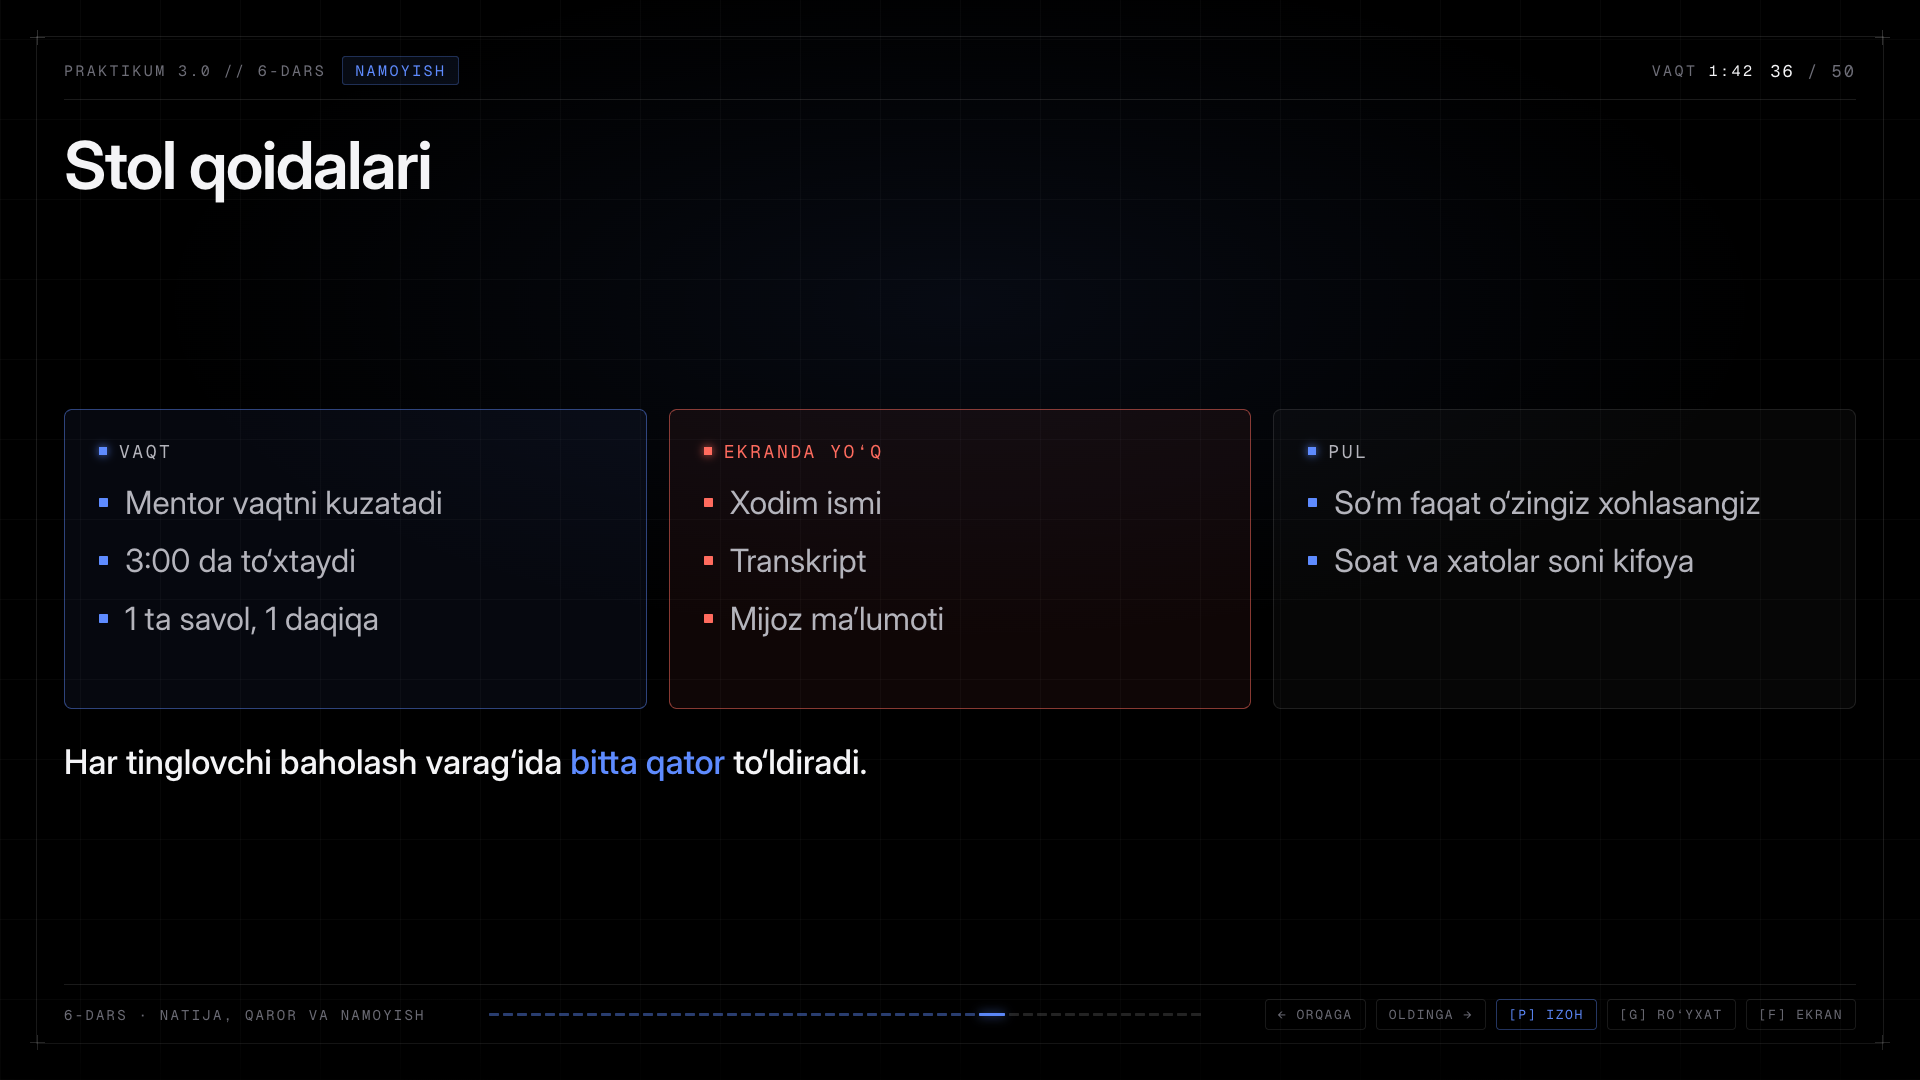 PRAKTIKUM 3.0 // 6-DARS NAMOYISH VAQT 1:42 36 / 50
Stol qoidalari
VAQT
Mentor vaqtni kuzatadi
3:00 da to‘xtaydi
1 ta savol, 1 daqiqa
EKRANDA YO‘Q
Xodim ismi
Transkript
Mijoz ma’lumoti
PUL
So‘m faqat o‘zingiz xohlasangiz
Soat va xatolar soni kifoya
Har tinglovchi baholash varag‘ida bitta qator to‘ldiradi.
6-DARS · NATIJA, QAROR VA NAMOYISH
← ORQAGA OLDINGA → [P] IZOH [G] RO‘YXAT [F] EKRAN